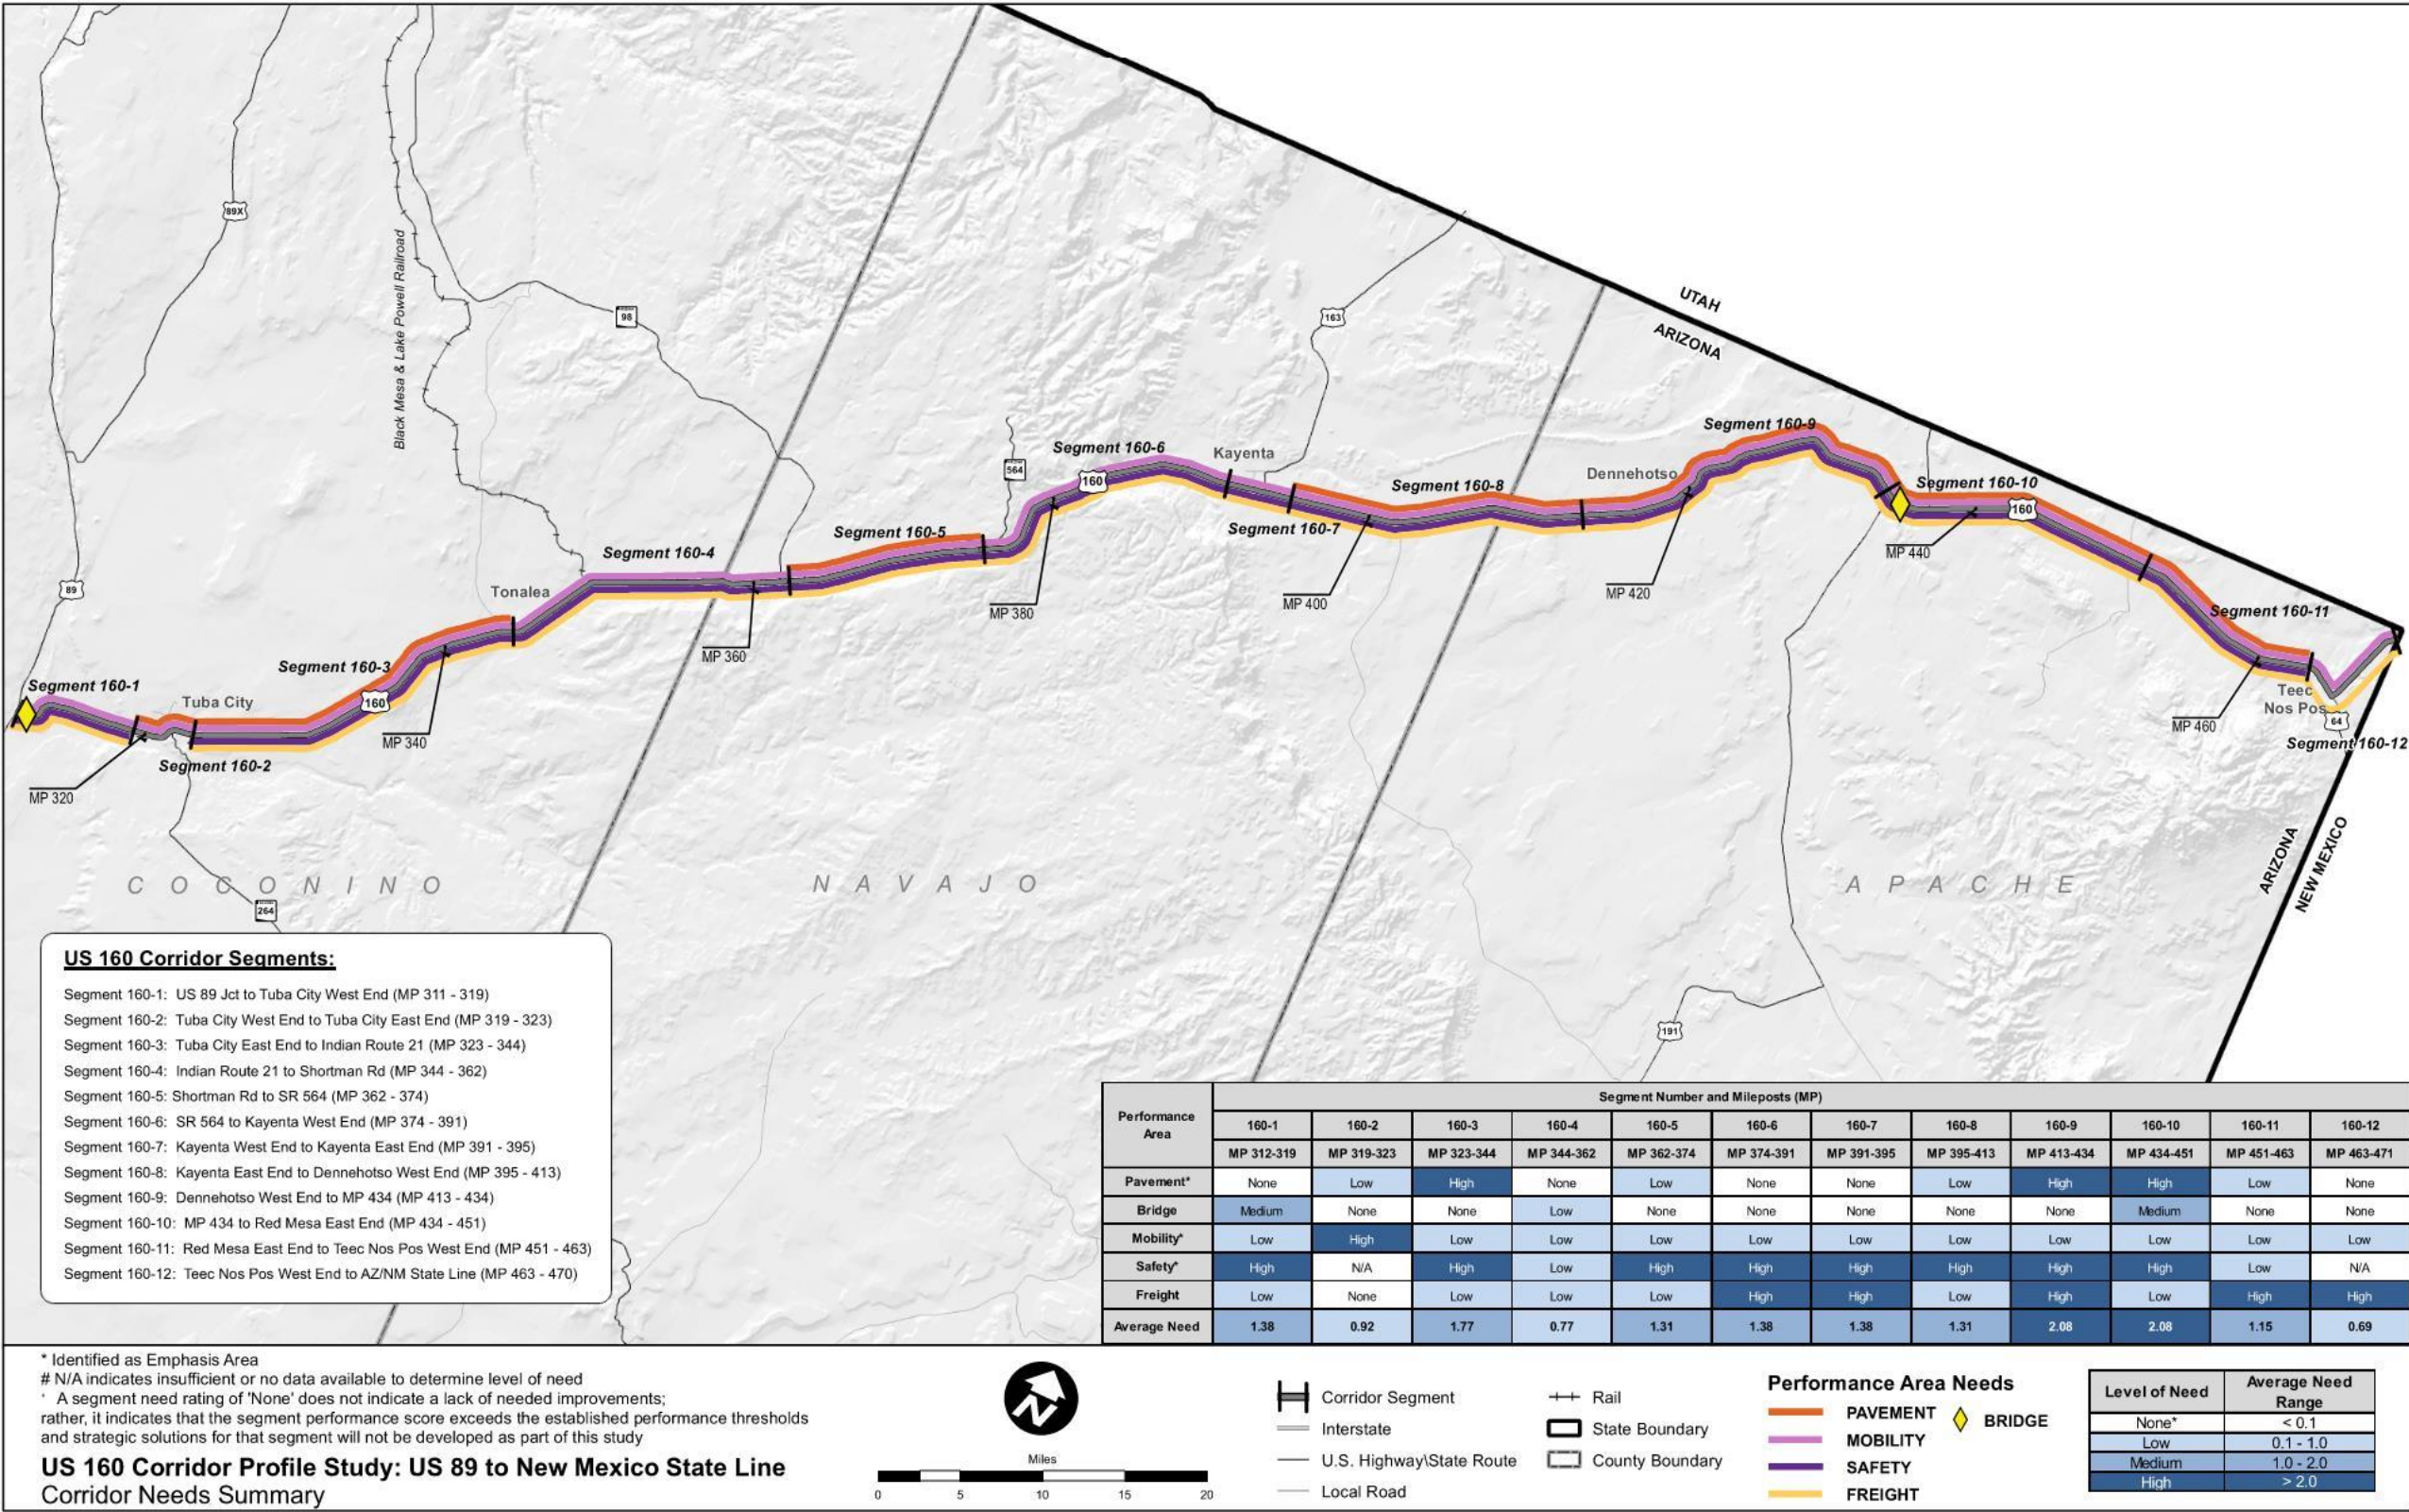 UTAH
ARIZONA
89X
Black Mesa & Lake Powell Railroad
98
163
Segment 160-9
Segment 160-6
Kayenta
564
160
Dennehotso
Segment 160-8
Segment 160-10
160
Segment 160-5
Segment 160-7
Segment 160-4
MP 440
89
Tonalea
MP 380
MP 400
MP 420
Segment 160-11
MP 360
Segment 160-3
Segment 160-1
Tuba City
160
Teec
Nos Pos
64
MP 340
MP 460
Segment 160-12
Segment 160-2
MP 320
ARIZONA
NEW MEXICO
COCONINO
NAVAJO
APACHE
264
191
US 160 Corridor Segments:
Segment 160-1: US 89 Jct to Tuba City West End (MP 311 - 319)
Segment 160-2: Tuba City West End to Tuba City East End (MP 319 - 323)
Segment 160-3: Tuba City East End to Indian Route 21 (MP 323 - 344)
Segment 160-4: Indian Route 21 to Shortman Rd (MP 344 - 362)
Segment 160-5: Shortman Rd to SR 564 (MP 362 - 374)
Segment 160-6: SR 564 to Kayenta West End (MP 374 - 391)
Segment 160-7: Kayenta West End to Kayenta East End (MP 391 - 395)
Segment 160-8: Kayenta East End to Dennehotso West End (MP 395 - 413)
Segment 160-9: Dennehotso West End to MP 434 (MP 413 - 434)
Segment 160-10: MP 434 to Red Mesa East End (MP 434 - 451)
Segment 160-11: Red Mesa East End to Teec Nos Pos West End (MP 451 - 463)
Segment 160-12: Teec Nos Pos West End to AZ/NM State Line (MP 463 - 470)
Performance Area
Segment Number and Mileposts (MP)
160-1 160-2 160-3 160-4 160-5 160-6 160-7 160-8 160-9 160-10 160-11 160-12
MP 312-319 MP 319-323 MP 323-344 MP 344-362 MP 362-374 MP 374-391 MP 391-395 MP 395-413 MP 413-434 MP 434-451 MP 451-463 MP 463-471
Pavement* None Low High None Low None None Low High High Low None
Bridge Medium None None Low None None None None None Medium None None
Mobility* Low High Low Low Low Low Low Low Low Low Low Low
Safety* High N/A High Low High High High High High High Low N/A
Freight Low None Low Low Low High High Low High Low High High
Average Need 1.38 0.92 1.77 0.77 1.31 1.38 1.38 1.31 2.08 2.08 1.15 0.69
* Identified as Emphasis Area
# N/A indicates insufficient or no data available to determine level of need
+ A segment need rating of 'None' does not indicate a lack of needed improvements;
rather, it indicates that the segment performance score exceeds the established performance thresholds
and strategic solutions for that segment will not be developed as part of this study
US 160 Corridor Profile Study: US 89 to New Mexico State Line
Corridor Needs Summary
N
Miles
0 5 10 15 20
Corridor Segment
Interstate
U.S. Highway\State Route
Local Road
Rail
State Boundary
County Boundary
Performance Area Needs
PAVEMENT
MOBILITY
SAFETY
FREIGHT
BRIDGE
Level of Need Average Need Range
None* < 0.1
Low 0.1 - 1.0
Medium 1.0 - 2.0
High > 2.0